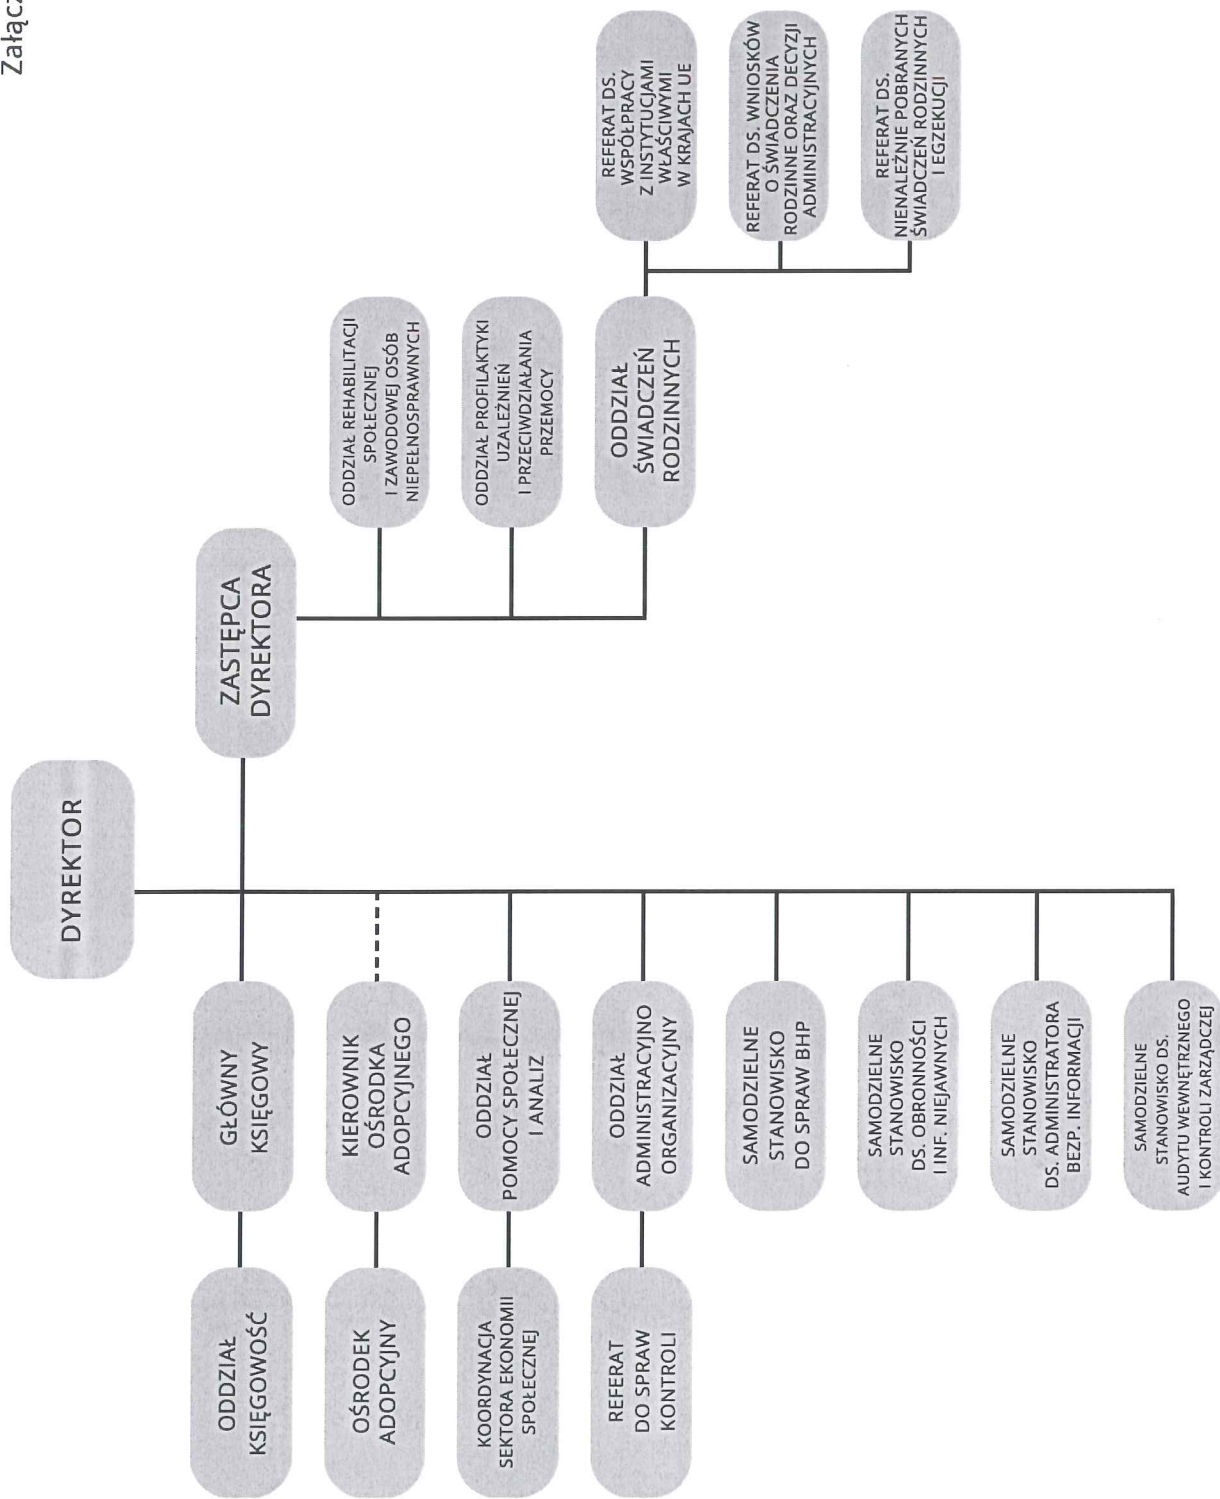 Załącz
DYREKTOR
GŁÓWNY
KSIĘGOWY
ZASTĘPCA
DYREKTORA
ODDZIAŁ
KSIĘGOWOŚĆ
KIEROWNIK
OŚRODKA
ADOPCYJNEGO
OŚRODEK
ADOPCYJNY
ODDZIAŁ
POMOCY SPOŁECZNEJ
I ANALIZ
KOORDYNACJA
SEKTORA EKONOMII
SPOŁECZNEJ
ODDZIAŁ
ADMINISTRACYJNO
ORGANIZACYJNY
REFERAT
DO SPRAW
KONTROLI
SAMODZIELNE
STANOWISKO
DO SPRAW BHP
SAMODZIELNE
STANOWISKO
DS. OBRONNOŚCI
I INF. NIEJAWNYCH
SAMODZIELNE
STANOWISKO
DS. ADMINISTRATORA
BEZP. INFORMACJI
SAMODZIELNE
STANOWISKO DS.
AUDYTU WEWNĘTRZNEGO
I KONTROLI ZARZĄDCZEJ
ODDZIAŁ REHABILITACJI
SPOŁECZNEJ
I ZAWODOWEJ OSÓB
NIEPEŁNOSPRAWNYCH
ODDZIAŁ PROFILAKTYKI
UZALEŻNIEŃ
I PRZECIWDZIAŁANIA
PRZEMOCY
ODDZIAŁ
ŚWIADCZEŃ
RODZINNYCH
REFERAT DS.
WSPÓŁPRACY
Z INSTYTUCJAMI
WŁAŚCIWYMI
W KRAJACH UE
REFERAT DS. WNIOSKÓW
O ŚWIADCZENIA
RODZINNE ORAZ DECYZJI
ADMINISTRACYJNYCH
REFERAT DS.
NIENALEŻNIE POBRANYCH
ŚWIADCZEŃ RODZINNYCH
I EGZEKUCJI